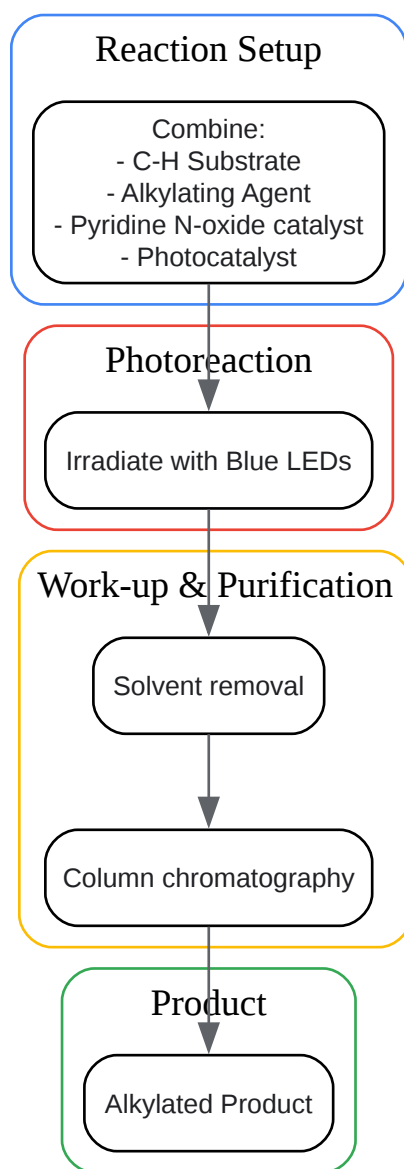 Reaction Setup
Combine:
- C-H Substrate
- Alkylating Agent
- Pyridine N-oxide catalyst
- Photocatalyst
Photoreaction
Irradiate with Blue LEDs
Work-up & Purification
Solvent removal
Column chromatography
Product
Alkylated Product